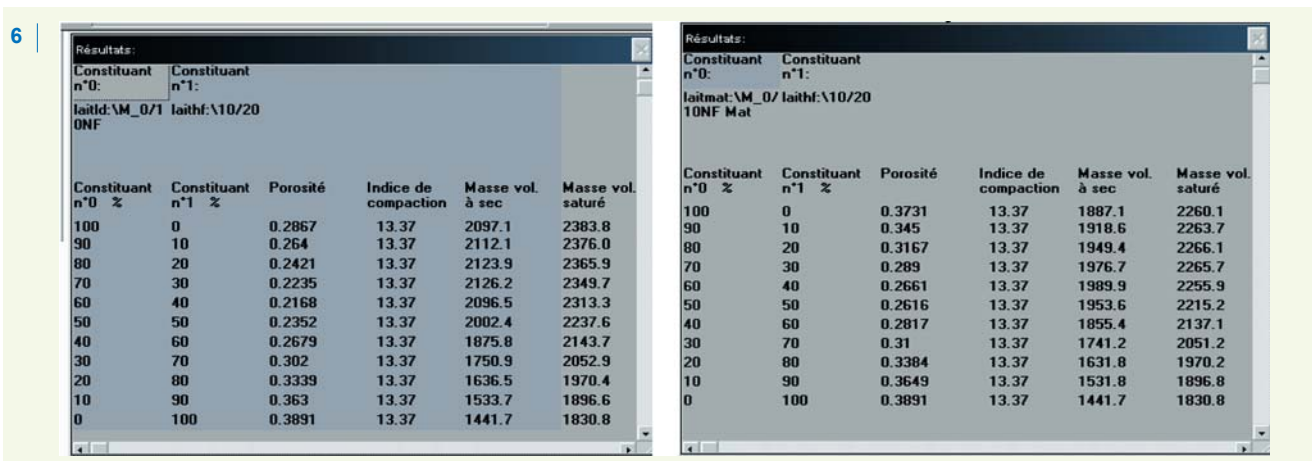 6
Résultats:
Constituant Constituant
n°0: n°1:
laitld:\M_0/1 laithf:\10/20
0NF
Constituant Constituant Porosité Indice de Masse vol. Masse vol.
n°0 % n°1 % compaction à sec saturé
100 0 0.2867 13.37 2097.1 2383.8
90 10 0.264 13.37 2112.1 2376.0
80 20 0.2421 13.37 2123.9 2365.9
70 30 0.2235 13.37 2126.2 2349.7
60 40 0.2168 13.37 2096.5 2313.3
50 50 0.2352 13.37 2002.4 2237.6
40 60 0.2679 13.37 1875.8 2143.7
30 70 0.302 13.37 1750.9 2052.9
20 80 0.3339 13.37 1636.5 1970.4
10 90 0.363 13.37 1533.7 1896.6
0 100 0.3891 13.37 1441.7 1830.8
Résultats:
Constituant Constituant
n°0: n°1:
laitmat:\M_0/ laithf:\10/20
10NF Mat
Constituant Constituant Porosité Indice de Masse vol. Masse vol.
n°0 % n°1 % compaction à sec saturé
100 0 0.3731 13.37 1887.1 2260.1
90 10 0.345 13.37 1918.6 2263.7
80 20 0.3167 13.37 1949.4 2266.1
70 30 0.289 13.37 1976.7 2265.7
60 40 0.2661 13.37 1989.9 2255.9
50 50 0.2616 13.37 1953.6 2215.2
40 60 0.2817 13.37 1855.4 2137.1
30 70 0.31 13.37 1741.2 2051.2
20 80 0.3384 13.37 1631.8 1970.2
10 90 0.3649 13.37 1531.8 1896.8
0 100 0.3891 13.37 1441.7 1830.8